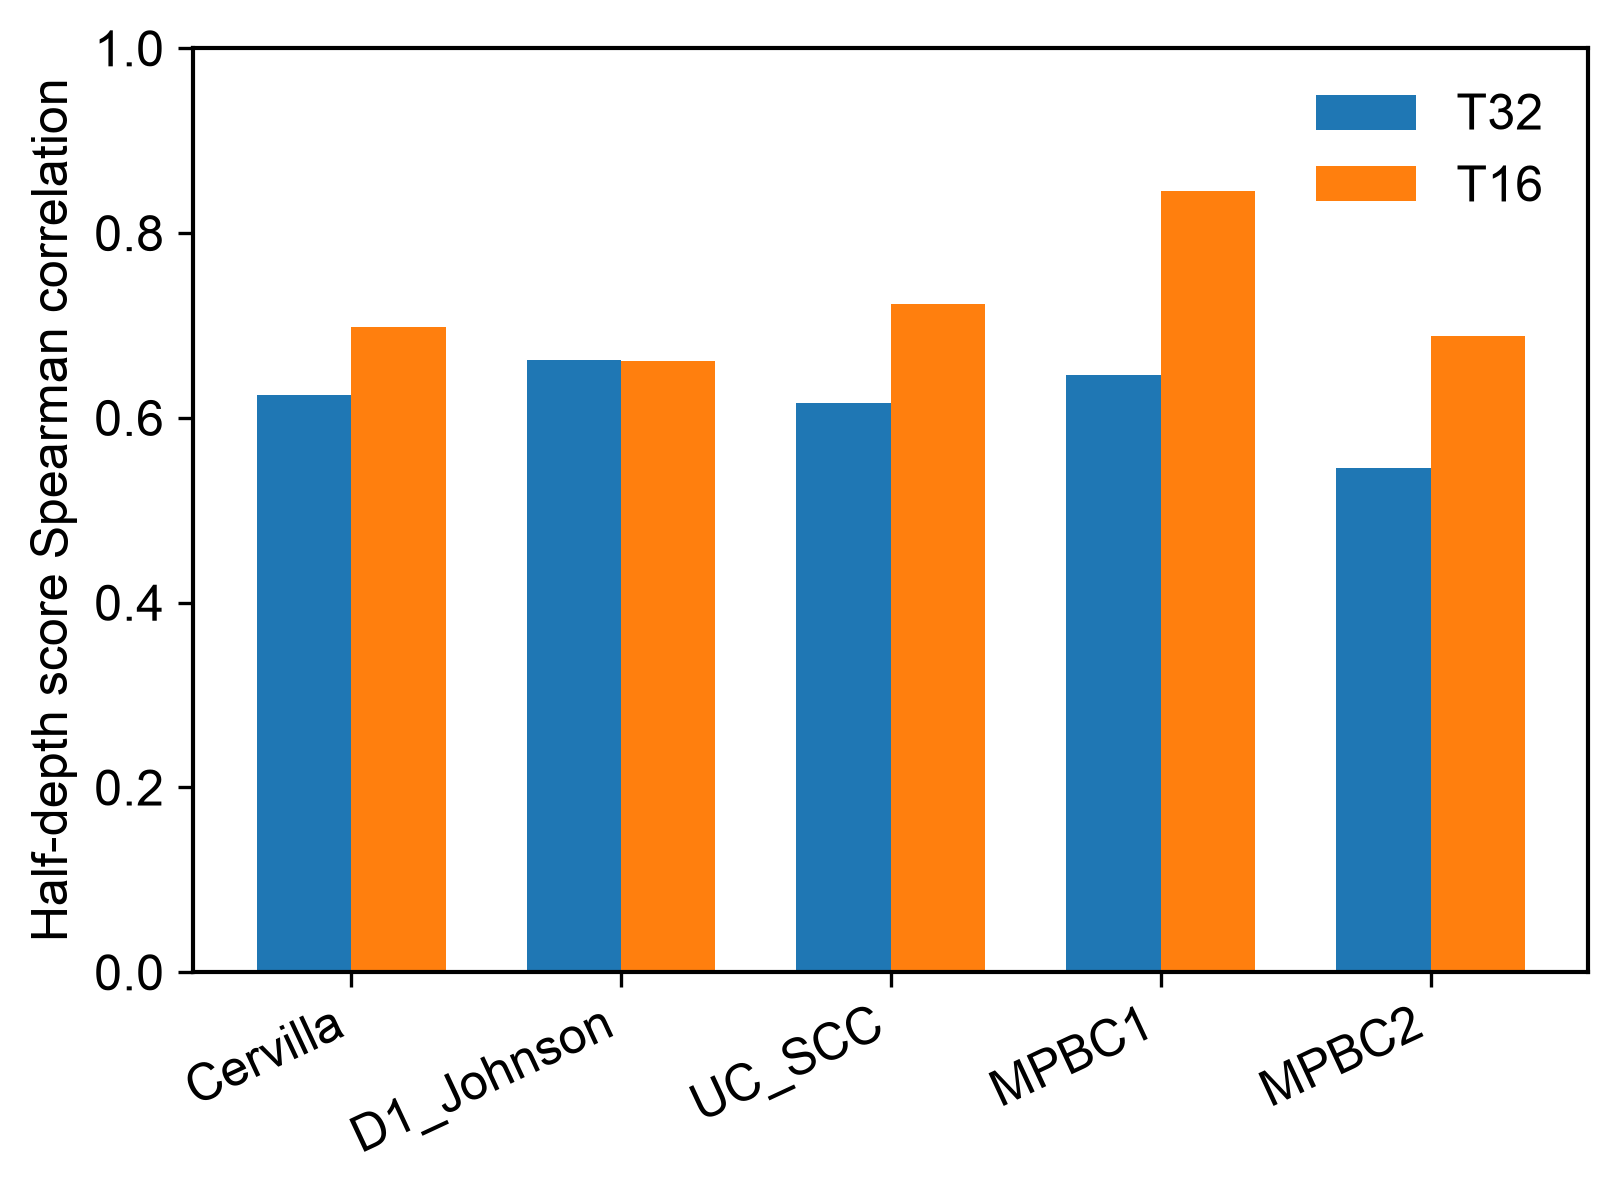 Half-depth score Spearman correlation
1.0
0.8
0.6
0.4
0.2
0.0
T32
T16
Cervilla
D1_Johnson
UC_SCC
MPBC1
MPBC2